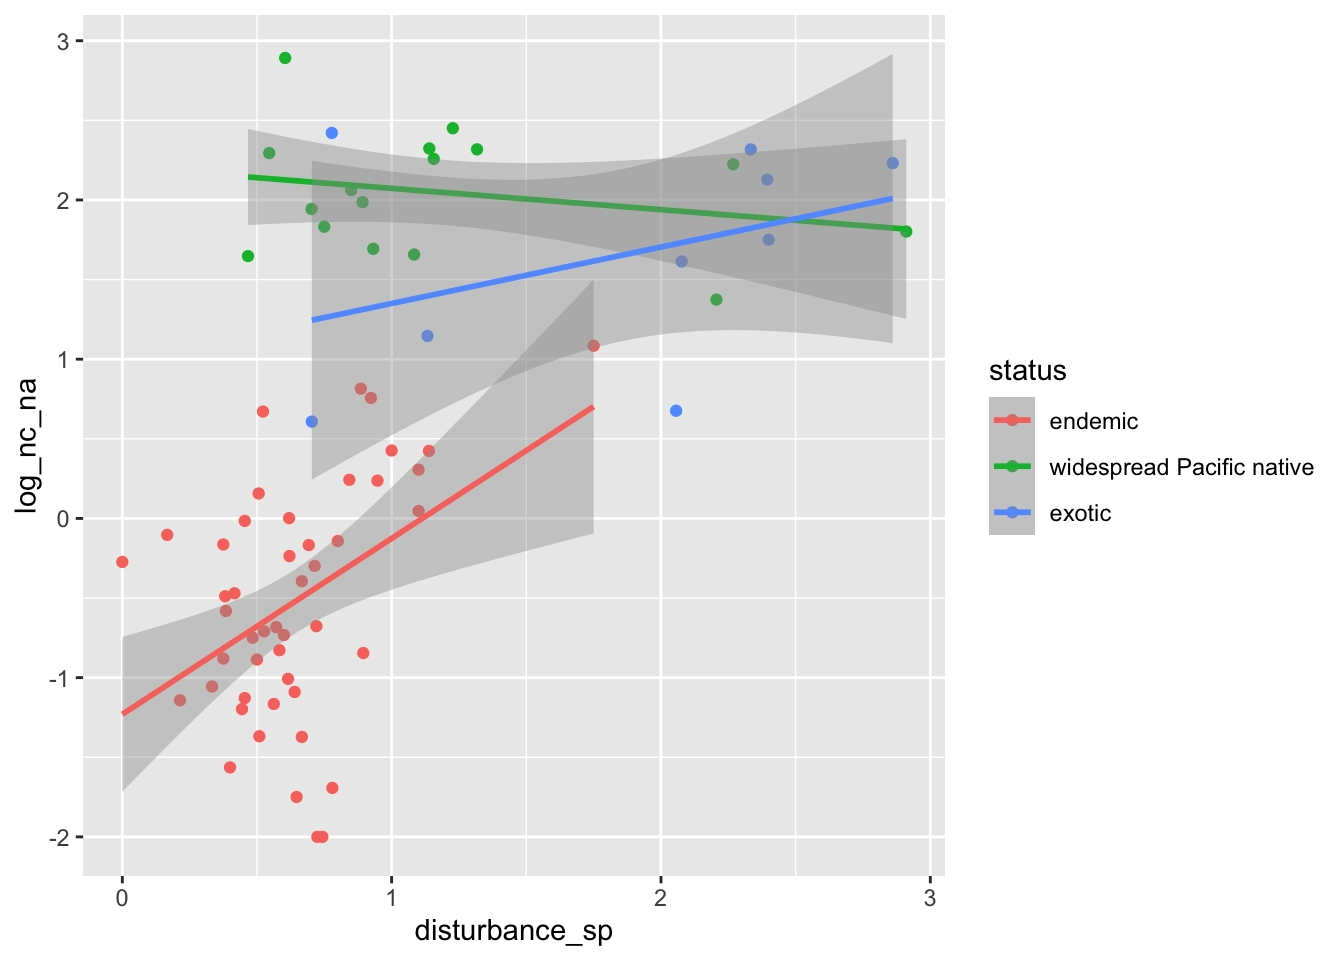 3
2
1
0
-1
-2
log_nc_na
0 1 2 3
disturbance_sp
status
endemic
widespread Pacific native
exotic